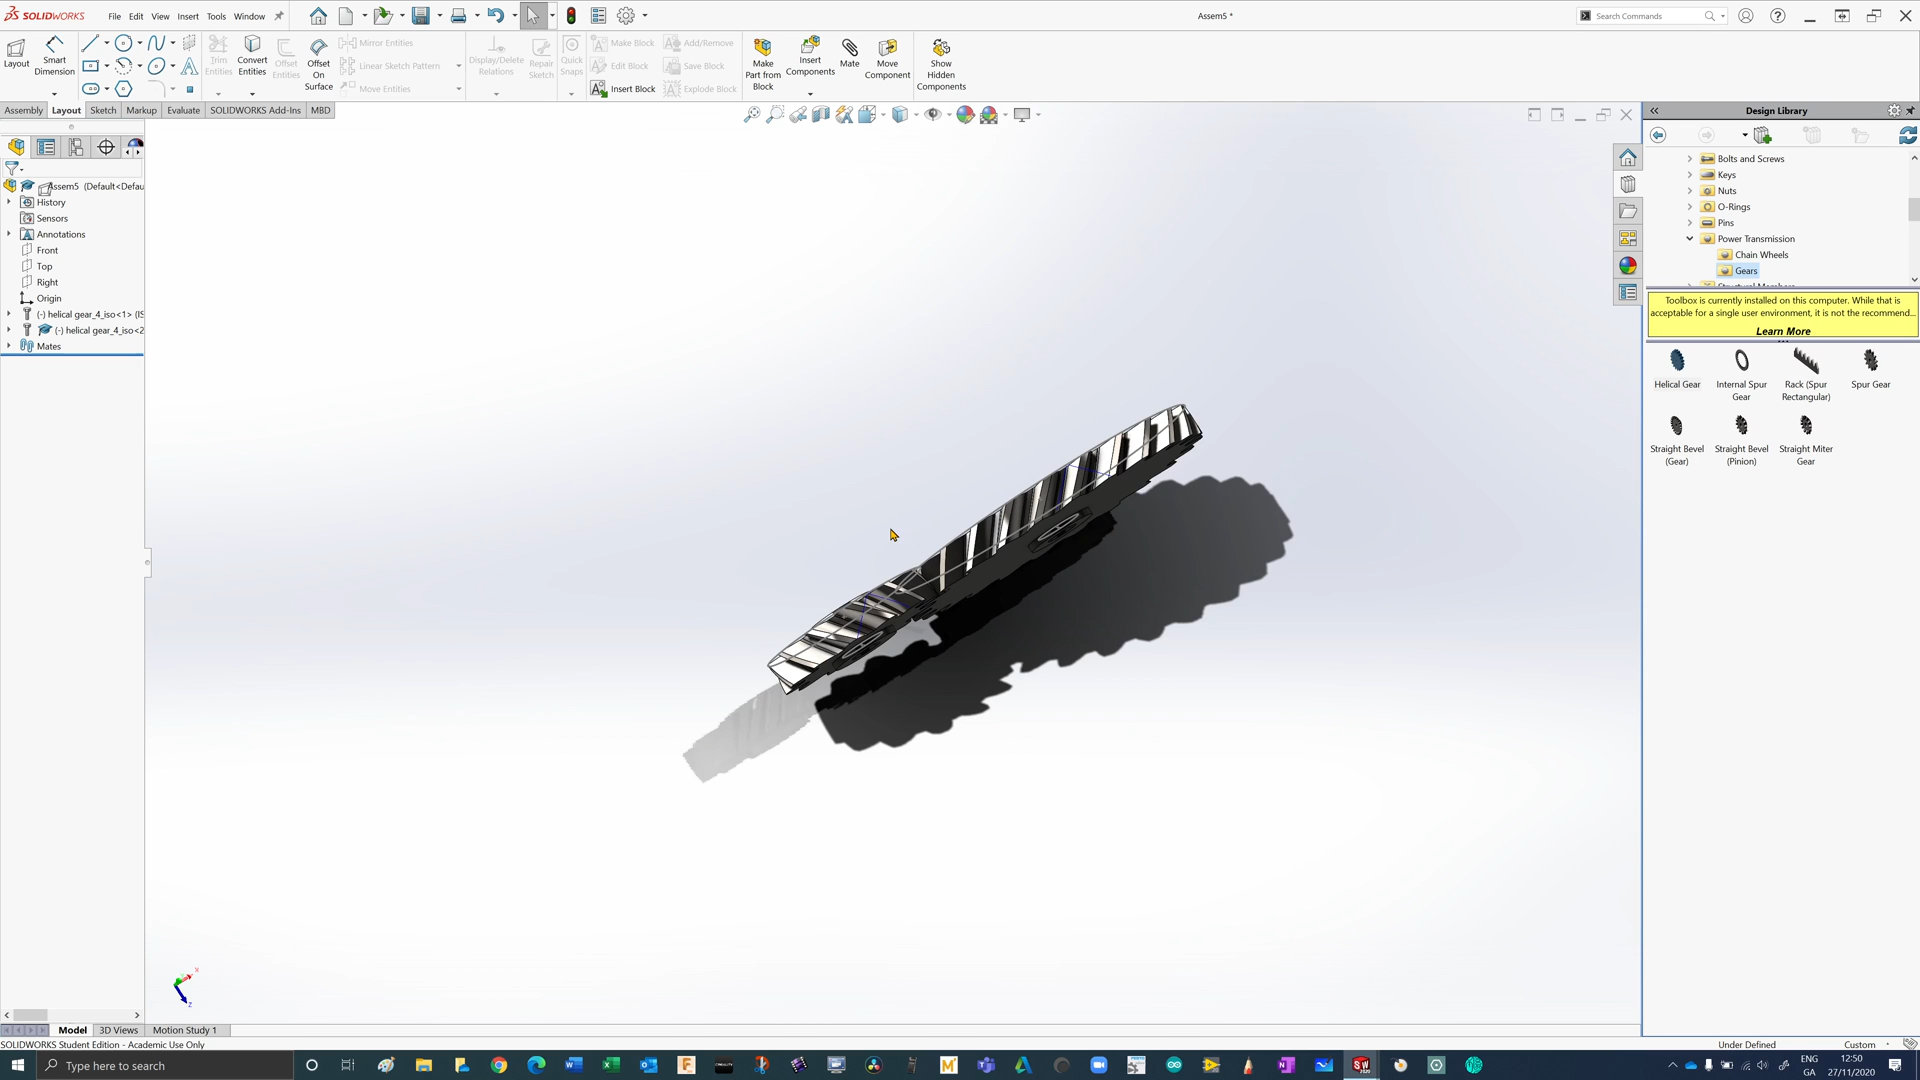 SOLIDWORKS
File
Edit
View
Insert
Tools
Window
Assem5 *
Search Commands
Layout
Smart
Dimension
Trim
Entities
Convert
Entities
Offset
Entities
Offset
On
Surface
Mirror Entities
Linear Sketch Pattern
Move Entities
Display/Delete
Relations
Repair
Sketch
Quick
Snaps
Make Block
Edit Block
Insert Block
Add/Remove
Save Block
Explode Block
Make
Part from
Block
Insert
Components
Mate
Move
Component
Show
Hidden
Components
Assembly
Layout
Sketch
Markup
Evaluate
SOLIDWORKS Add-Ins
MBD
Assem5 (Default<Defau
History
Sensors
Annotations
Front
Top
Right
Origin
(-) helical gear_4_iso<1> (IS
(-) helical gear_4_iso<2
Mates
Design Library
Bolts and Screws
Keys
Nuts
O-Rings
Pins
Power Transmission
Chain Wheels
Gears
Toolbox is currently installed on this computer. While that is
acceptable for a single user environment, it is not the recommend...
Learn More
Helical Gear
Internal Spur
Gear
Rack (Spur
Rectangular)
Spur Gear
Straight Bevel
(Gear)
Straight Bevel
(Pinion)
Straight Miter
Gear
Model
3D Views
Motion Study 1
SOLIDWORKS Student Edition - Academic Use Only
Under Defined
Custom
Type here to search
ENG
GA
12:50
27/11/2020